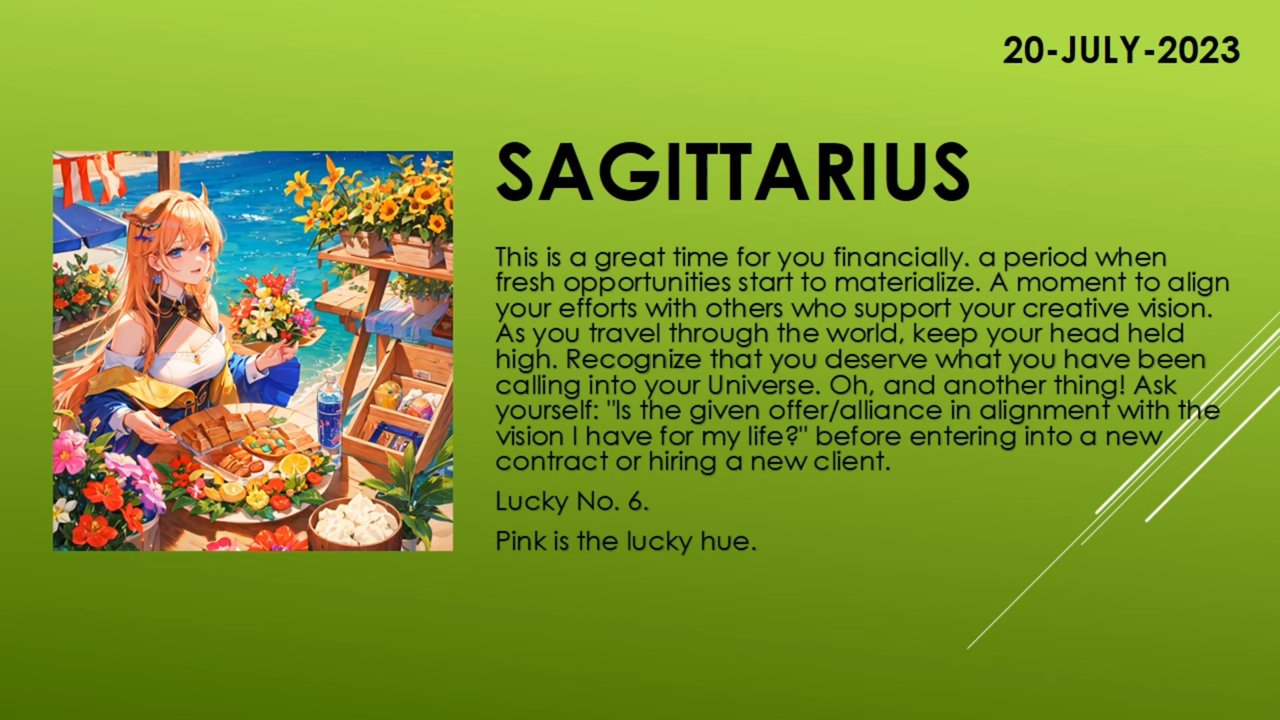 20-JULY-2023
SAGITTARIUS
This is a great time for you financially. a period when
fresh opportunities start to materialize. A moment to align
your efforts with others who support your creative vision.
As you travel through the world, keep your head held
high. Recognize that you deserve what you have been
calling into your Universe. Oh, and another thing! Ask
yourself: "Is the given offer/alliance in alignment with the
vision I have for my life?" before entering into a new
contract or hiring a new client.
Lucky No. 6.
Pink is the lucky hue.